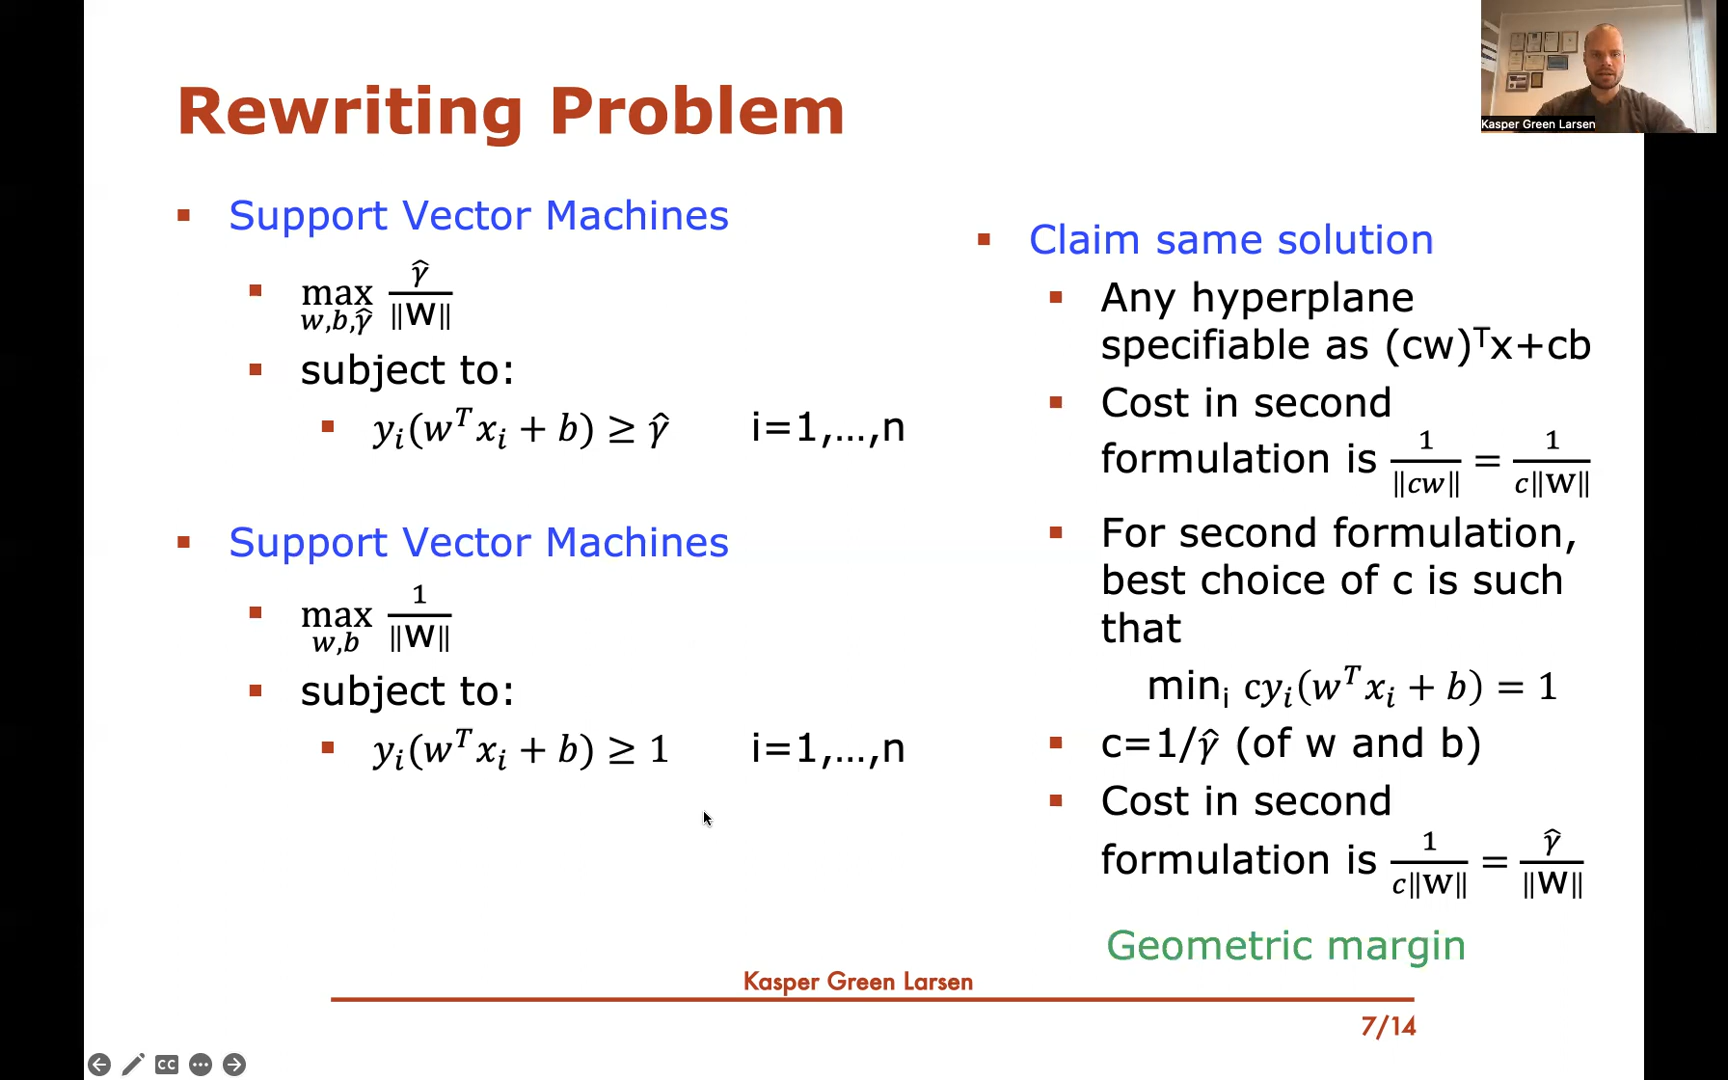 Rewriting Problem
Kasper Green Larsen
Support Vector Machines
max_{w,b,γ̂} γ̂/‖w‖
subject to:
y_i(w^T x_i + b) ≥ γ̂ i=1,...,n
Support Vector Machines
max_{w,b} 1/‖w‖
subject to:
y_i(w^T x_i + b) ≥ 1 i=1,...,n
Claim same solution
Any hyperplane
specifiable as (cw)^T x+cb
Cost in second
formulation is 1/‖cw‖ = 1/c‖w‖
For second formulation,
best choice of c is such
that
min_i cy_i(w^T x_i + b) = 1
c=1/γ̂ (of w and b)
Cost in second
formulation is 1/c‖w‖ = γ̂/‖w‖
Geometric margin
Kasper Green Larsen
7/14
CC